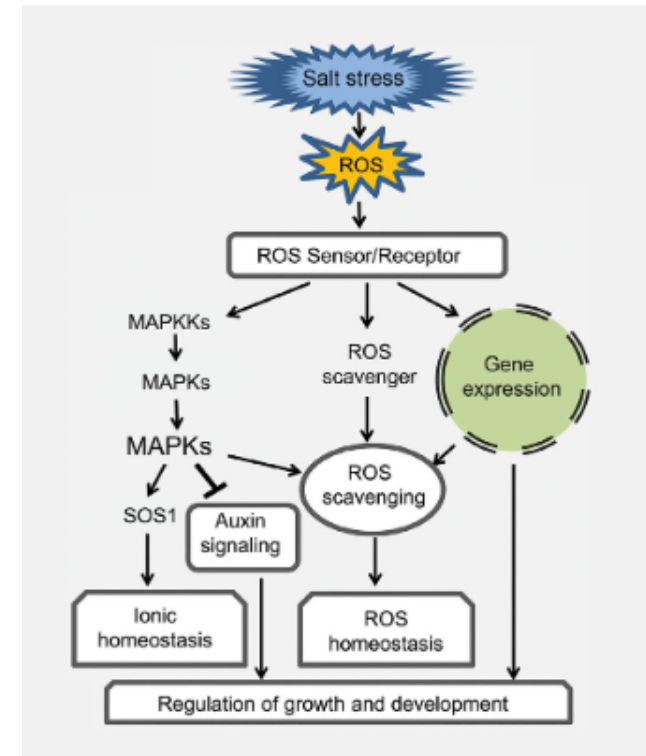 Salt stress
ROS
ROS Sensor/Receptor
MAPKKs
MAPKs
MAPKs
SOS1
Auxin
signaling
ROS
scavenger
Gene
expression
ROS
scavenging
Ionic
homeostasis
ROS
homeostasis
Regulation of growth and development